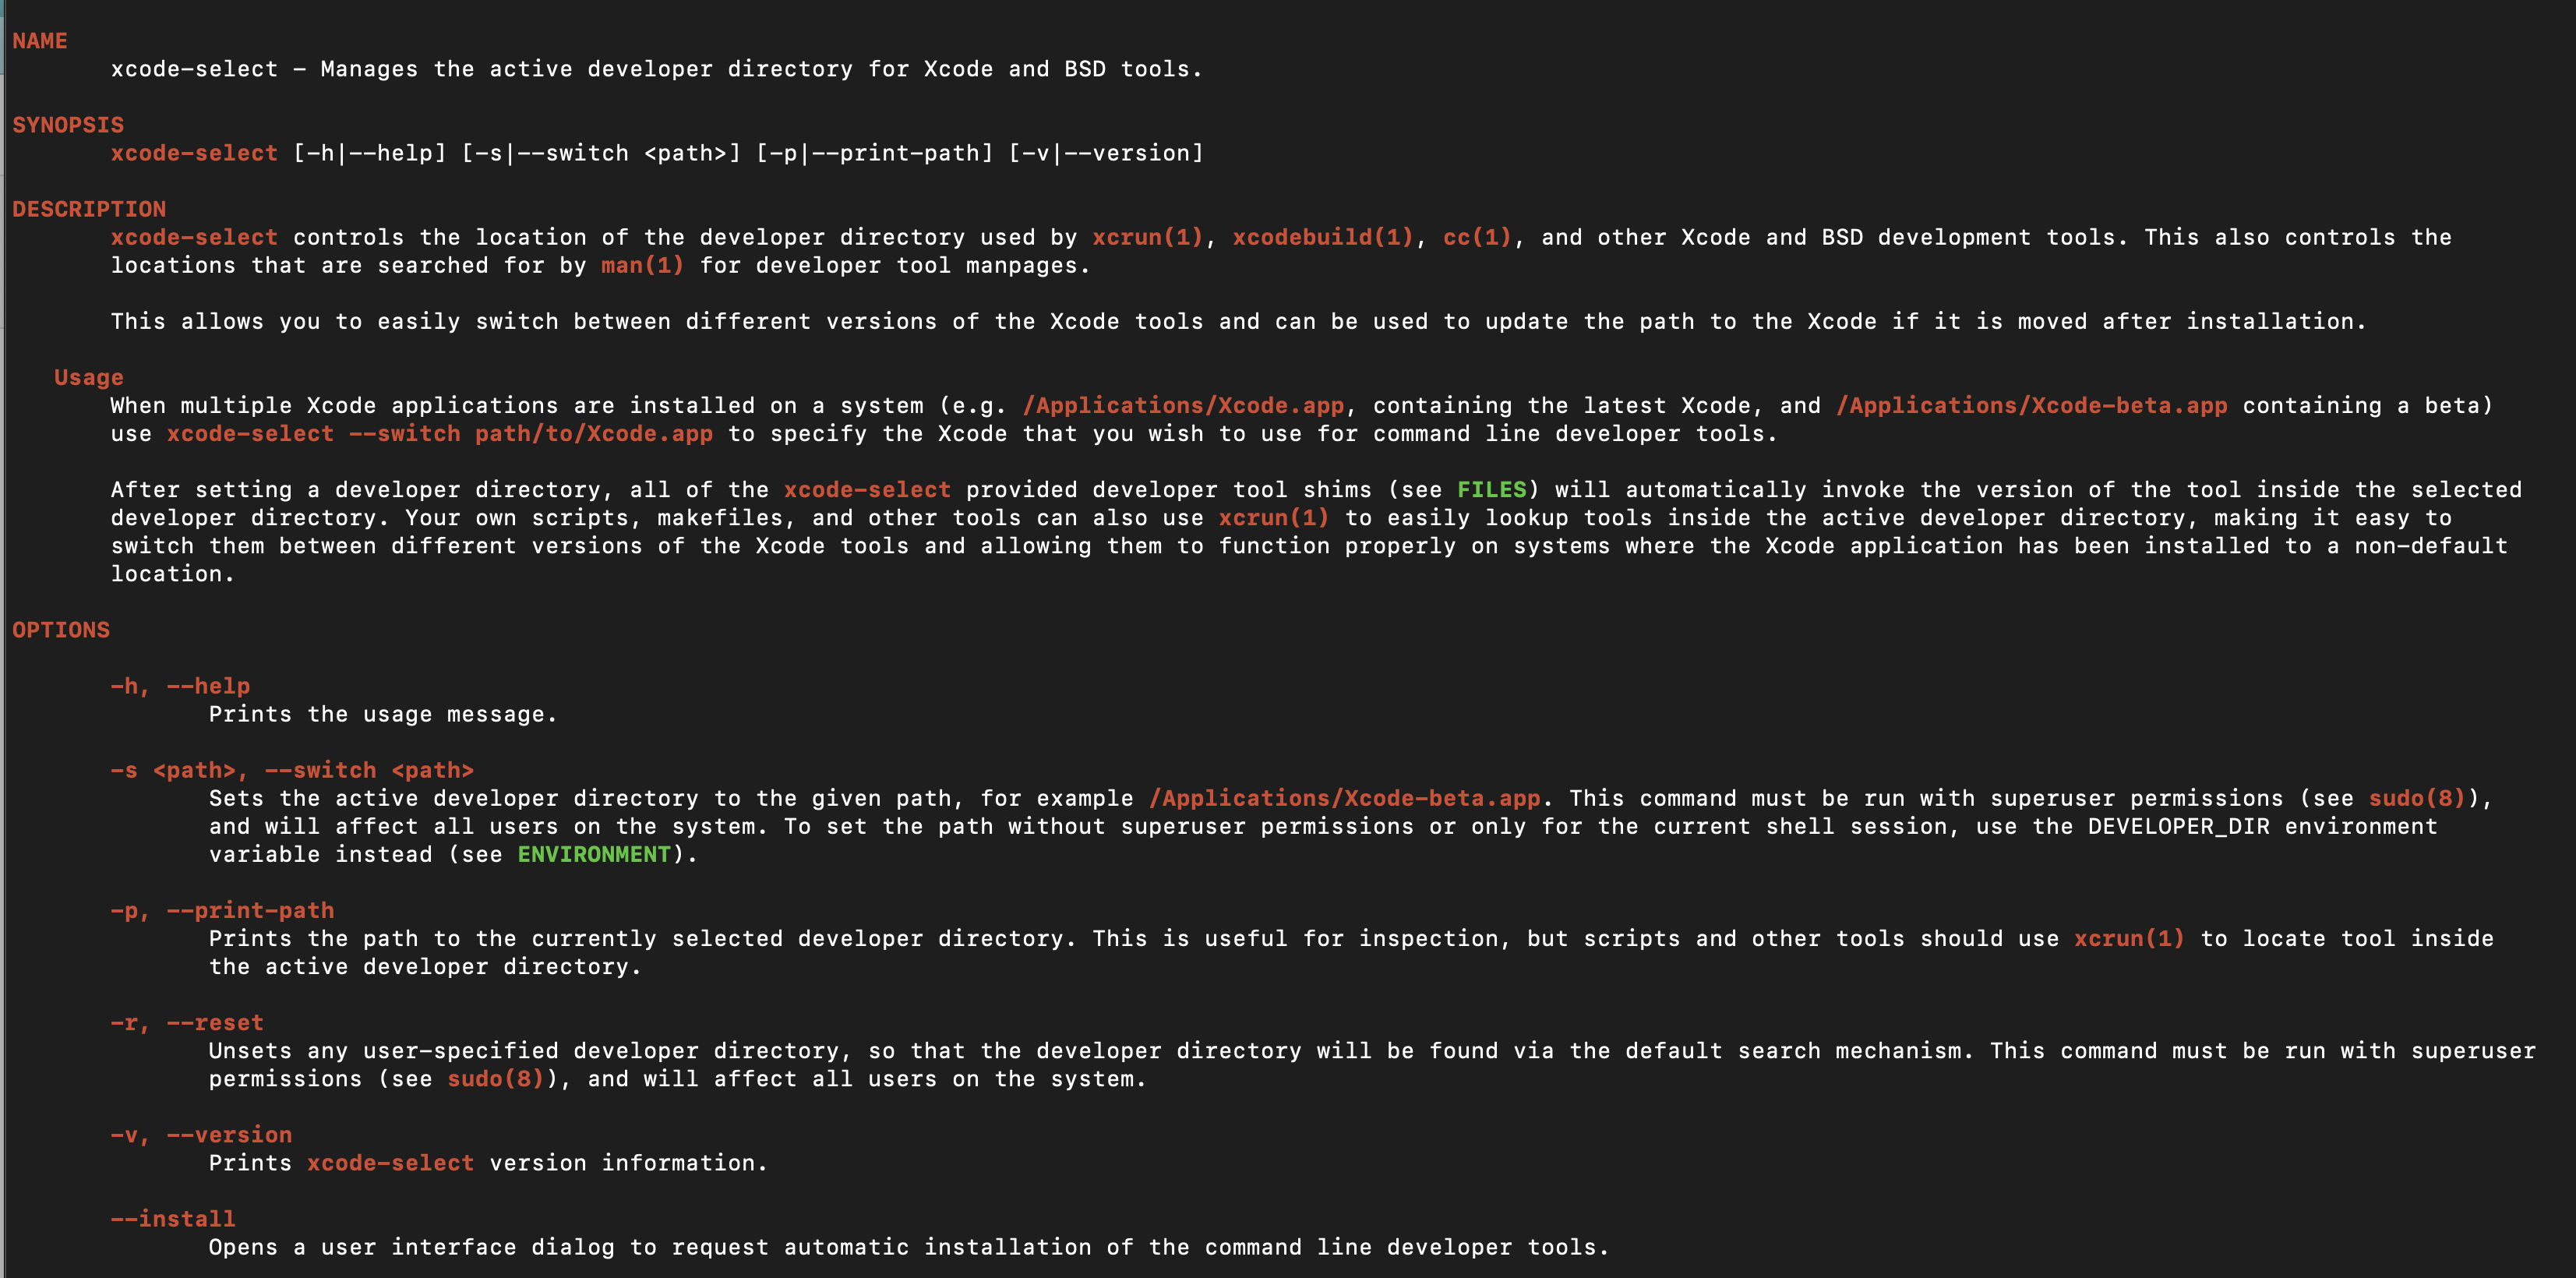 NAME
xcode-select – Manages the active developer directory for Xcode and BSD tools.
SYNOPSIS
xcode-select [-h|--help] [-s|--switch <path>] [-p|--print-path] [-v|--version]
DESCRIPTION
xcode-select controls the location of the developer directory used by xcrun(1), xcodebuild(1), cc(1), and other Xcode and BSD development tools. This also controls the
locations that are searched for by man(1) for developer tool manpages.
This allows you to easily switch between different versions of the Xcode tools and can be used to update the path to the Xcode if it is moved after installation.
Usage
When multiple Xcode applications are installed on a system (e.g. /Applications/Xcode.app, containing the latest Xcode, and /Applications/Xcode-beta.app containing a beta)
use xcode-select --switch path/to/Xcode.app to specify the Xcode that you wish to use for command line developer tools.
After setting a developer directory, all of the xcode-select provided developer tool shims (see FILES) will automatically invoke the version of the tool inside the selected
developer directory. Your own scripts, makefiles, and other tools can also use xcrun(1) to easily lookup tools inside the active developer directory, making it easy to
switch them between different versions of the Xcode tools and allowing them to function properly on systems where the Xcode application has been installed to a non-default
location.
OPTIONS
-h, --help
Prints the usage message.
-s <path>, --switch <path>
Sets the active developer directory to the given path, for example /Applications/Xcode-beta.app. This command must be run with superuser permissions (see sudo(8)),
and will affect all users on the system. To set the path without superuser permissions or only for the current shell session, use the DEVELOPER_DIR environment
variable instead (see ENVIRONMENT).
-p, --print-path
Prints the path to the currently selected developer directory. This is useful for inspection, but scripts and other tools should use xcrun(1) to locate tool inside
the active developer directory.
-r, --reset
Unsets any user-specified developer directory, so that the developer directory will be found via the default search mechanism. This command must be run with superuser
permissions (see sudo(8)), and will affect all users on the system.
-v, --version
Prints xcode-select version information.
--install
Opens a user interface dialog to request automatic installation of the command line developer tools.